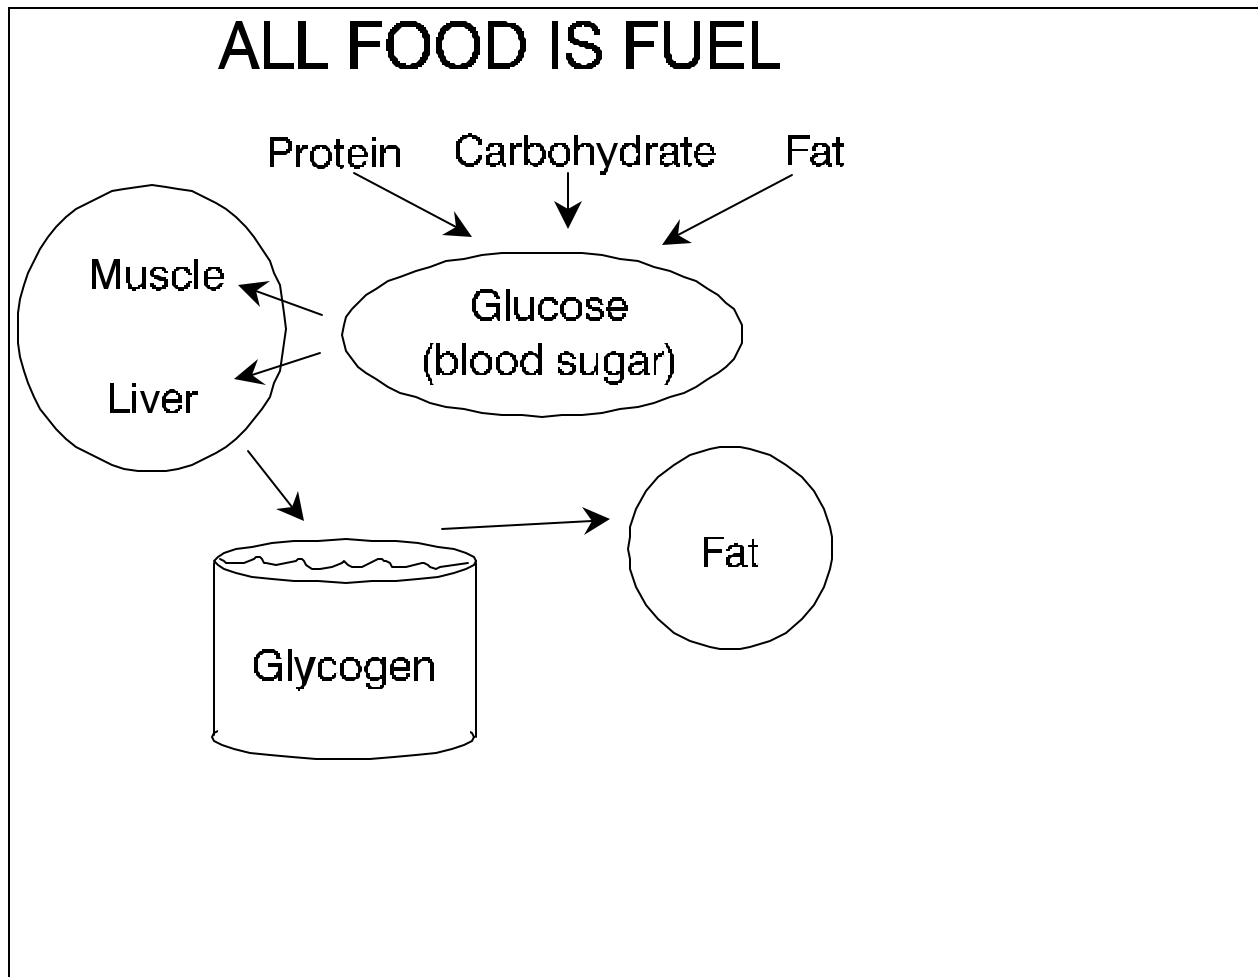 ALL FOOD IS FUEL
Protein Carbohydrate Fat
Muscle
Glucose
(blood sugar)
Liver
Fat
Glycogen